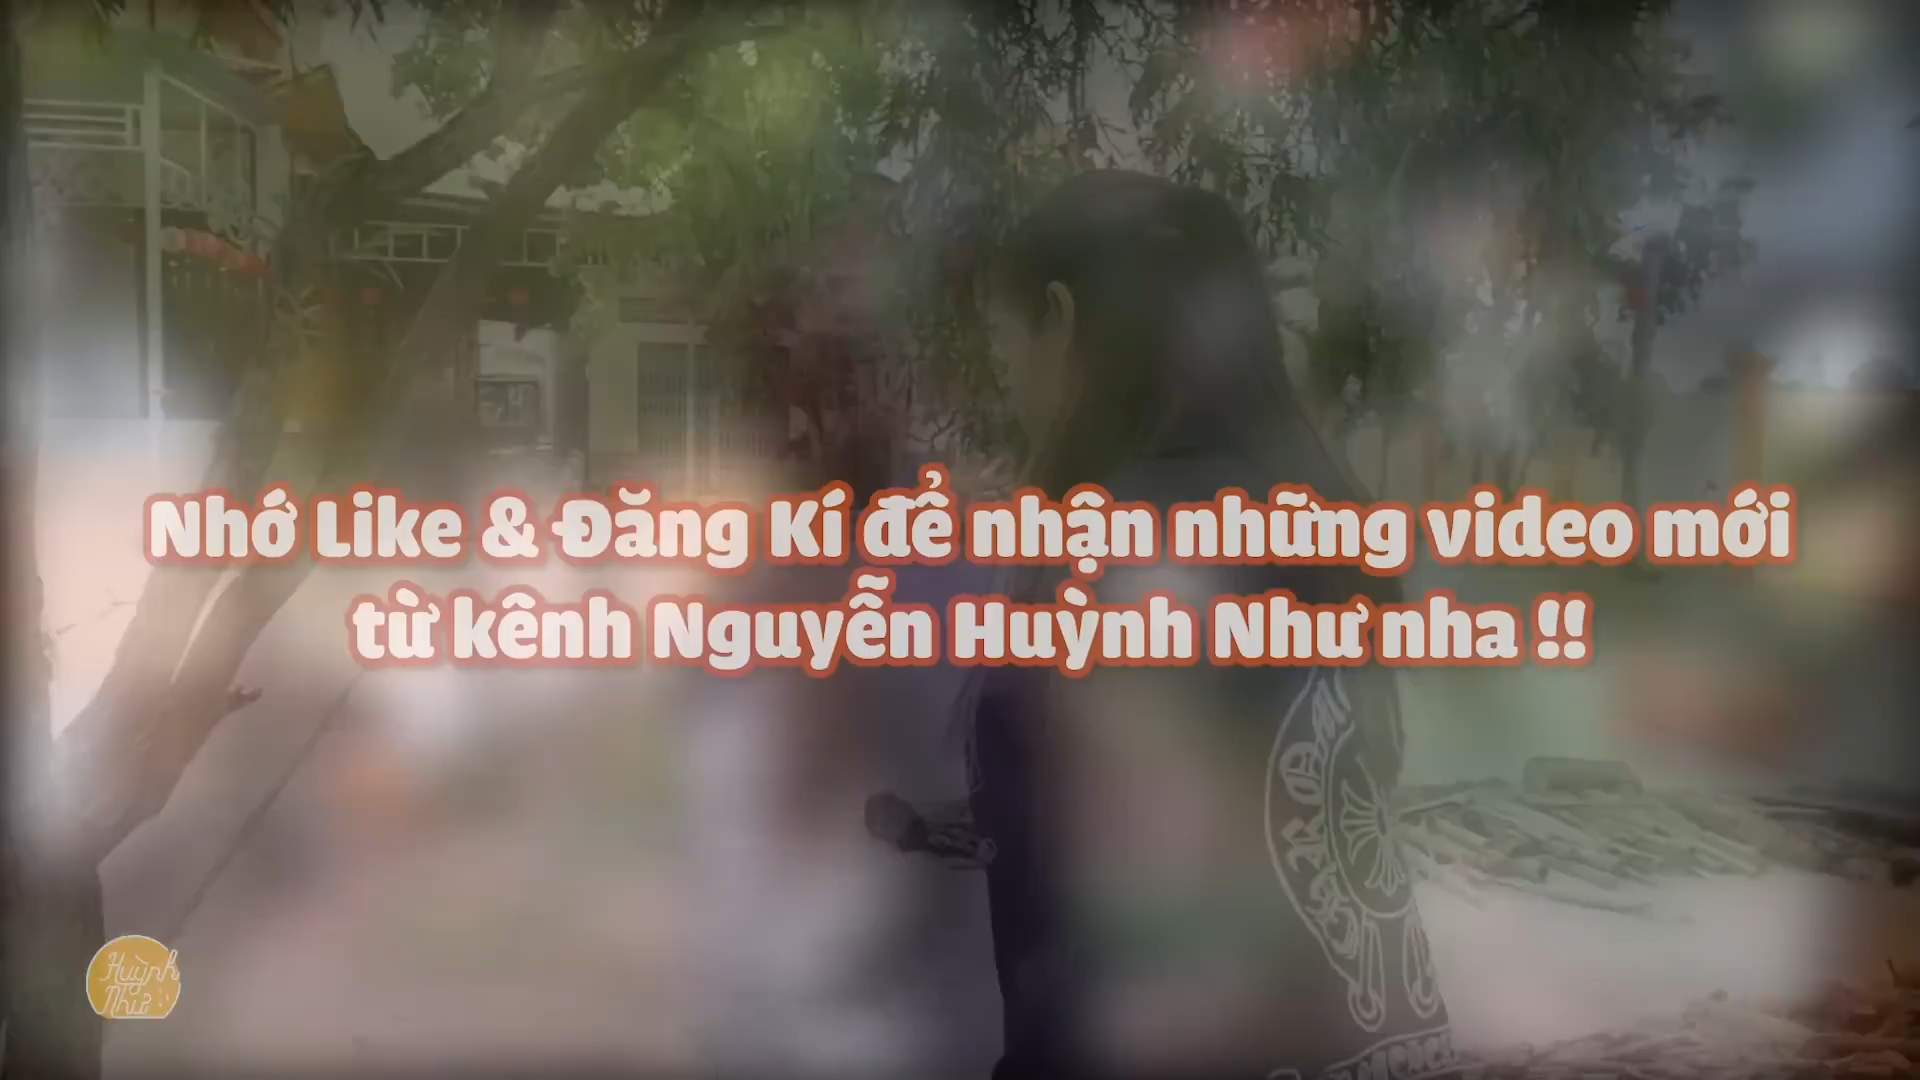 Nhớ Like & Đăng Kí để nhận những video mới
từ kênh Nguyễn Huỳnh Như nha !!
Huỳnh
Như